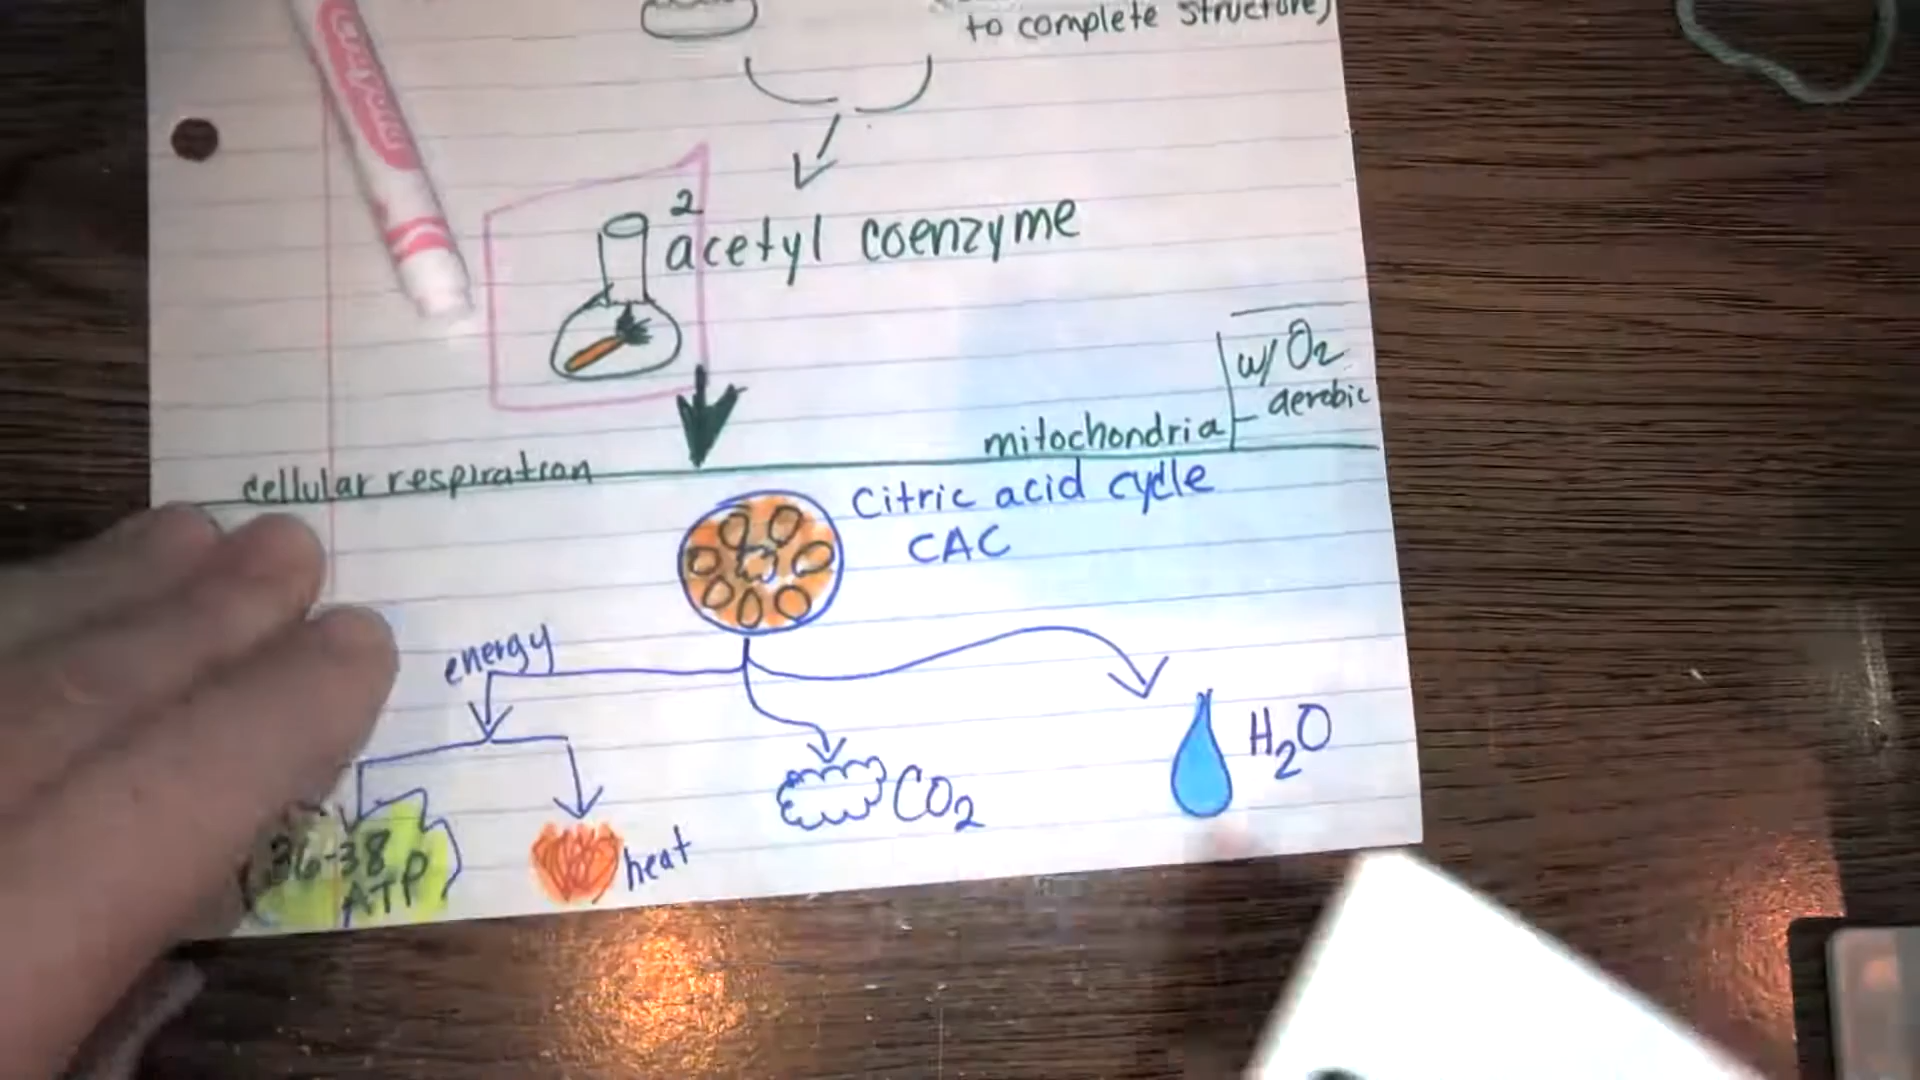 to complete structure)
Crayola
2
acetyl coenzyme
w/ O2
aerobic
mitochondria
cellular respiration
Citric acid cycle
CAC
energy
36-38
ATP
heat
CO2
H2O